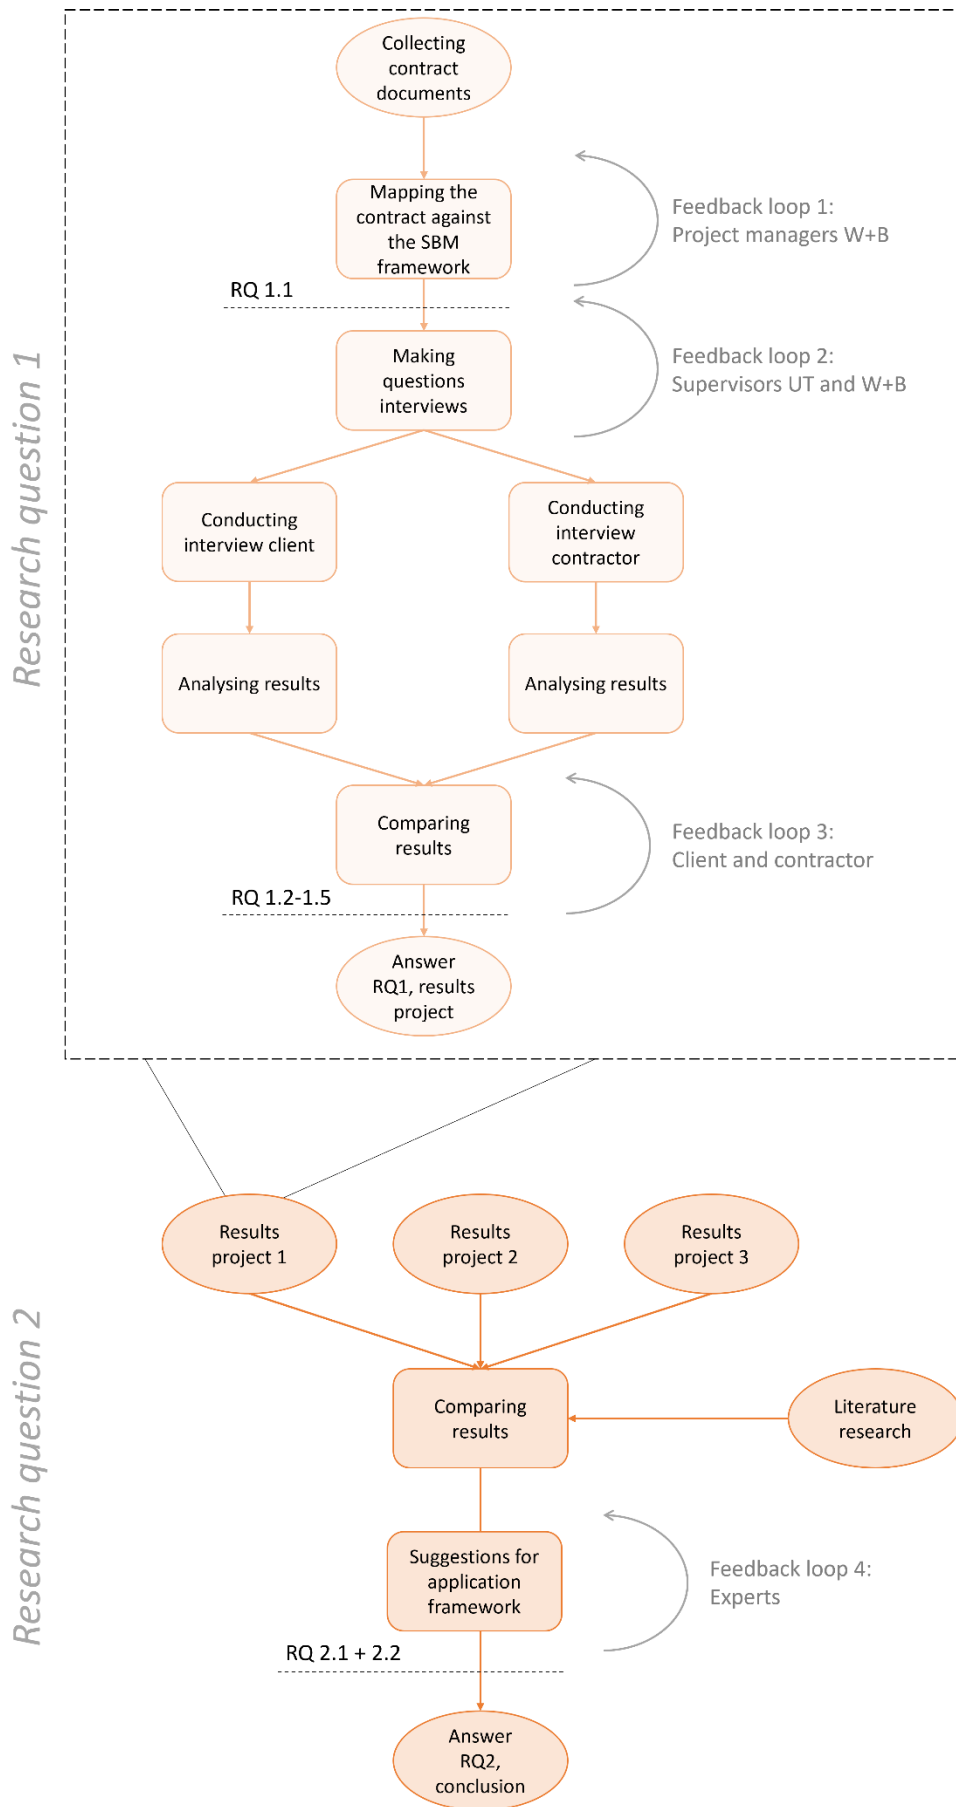 Research question 1
Collecting
contract
documents
Mapping the
contract against
the SBM
framework
Feedback loop 1:
Project managers W+B
RQ 1.1
Making
questions
interviews
Feedback loop 2:
Supervisors UT and W+B
Conducting
interview client
Conducting
interview
contractor
Analysing results
Analysing results
Comparing
results
Feedback loop 3:
Client and contractor
RQ 1.2-1.5
Answer
RQ1, results
project
Research question 2
Results
project 1
Results
project 2
Results
project 3
Comparing
results
Literature
research
Suggestions for
application
framework
Feedback loop 4:
Experts
RQ 2.1 + 2.2
Answer
RQ2,
conclusion